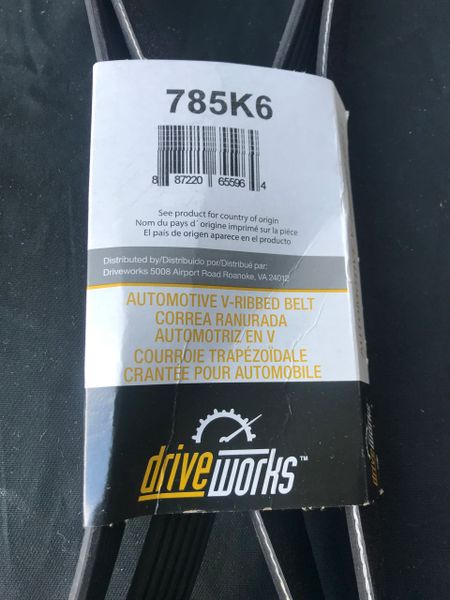 785K6
8 87220 65596 4
See product for country of origin
Nom du pays d´ origine imprimé sur la pièce
El país de origen aparece en el producto
Distributed by/Distribuido por/Distribué par:
Driveworks 5008 Airport Road Roanoke, VA 24012
AUTOMOTIVE V-RIBBED BELT
CORREA RANURADA
AUTOMOTRIZ EN V
COURROIE TRAPÉZOÏDALE
CRANTÉE POUR AUTOMOBILE
driveworks™